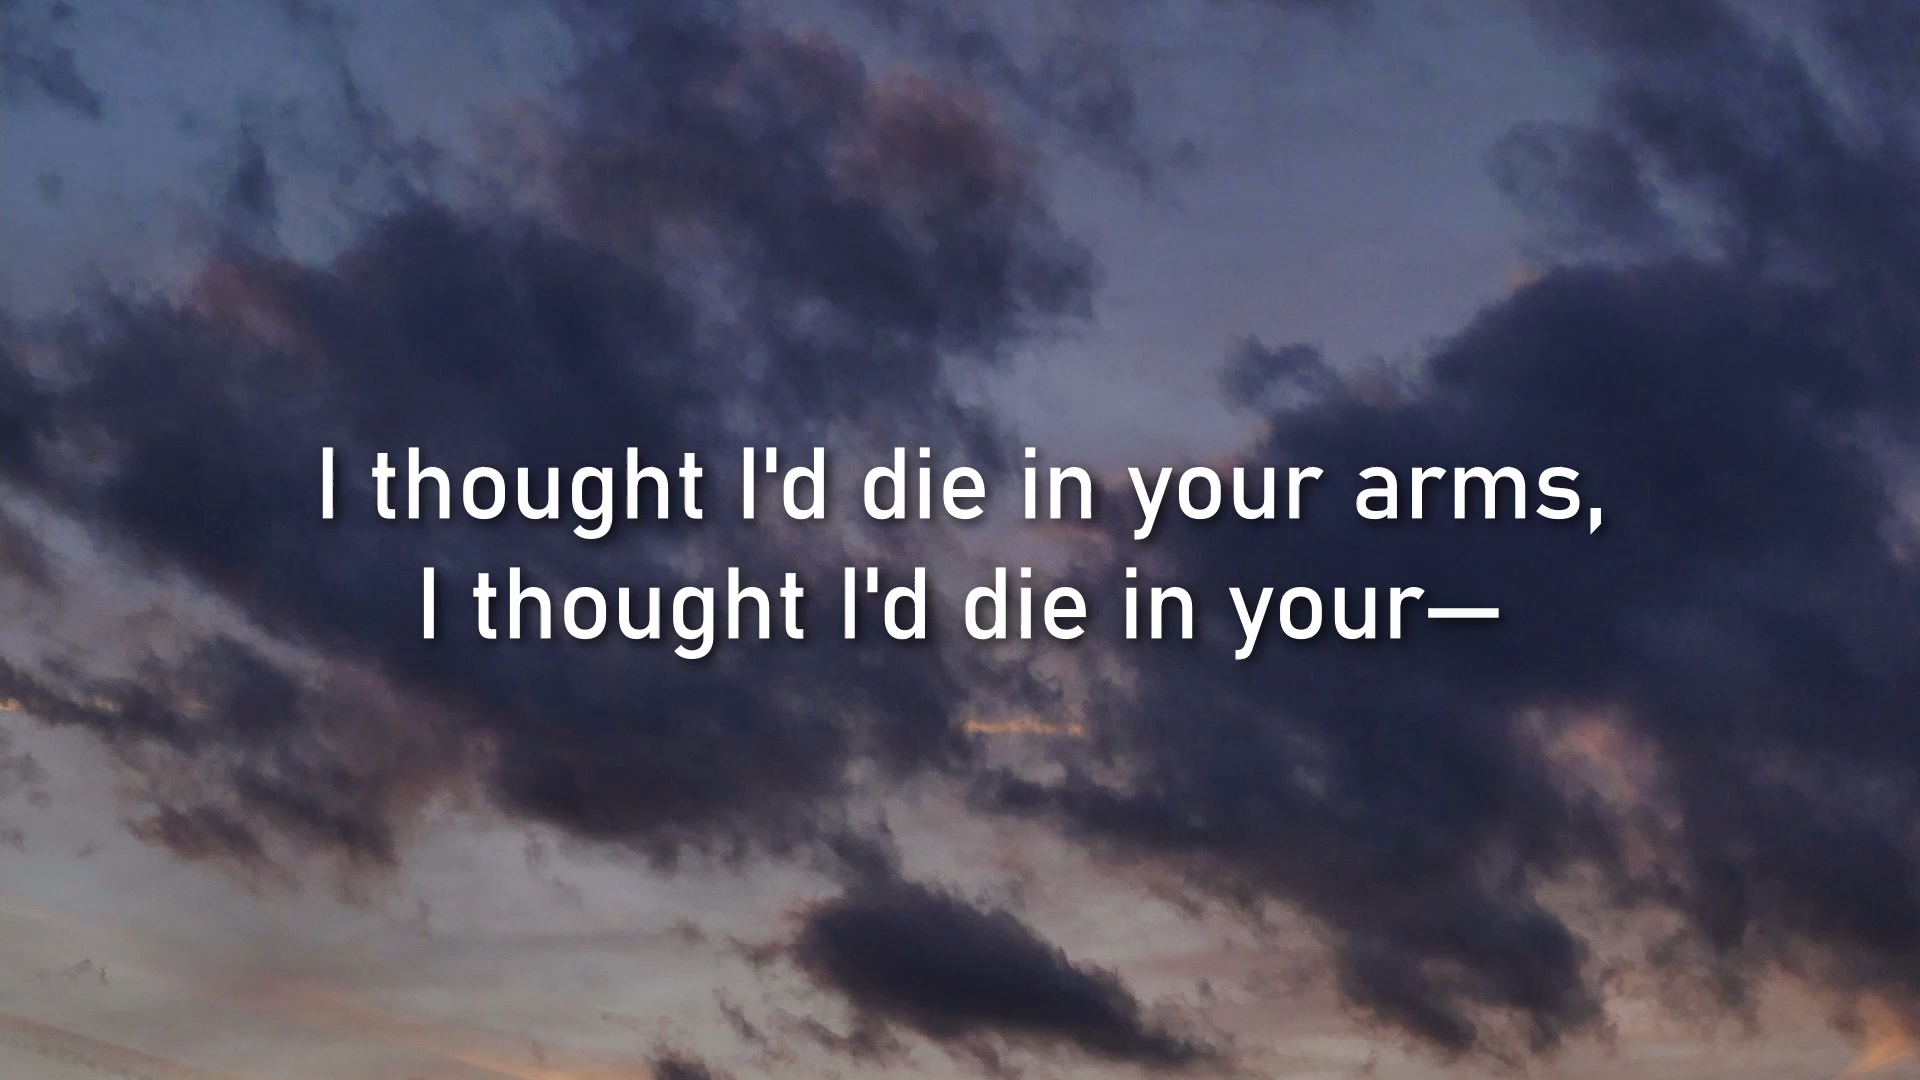 I thought I'd die in your arms,
I thought I'd die in your—